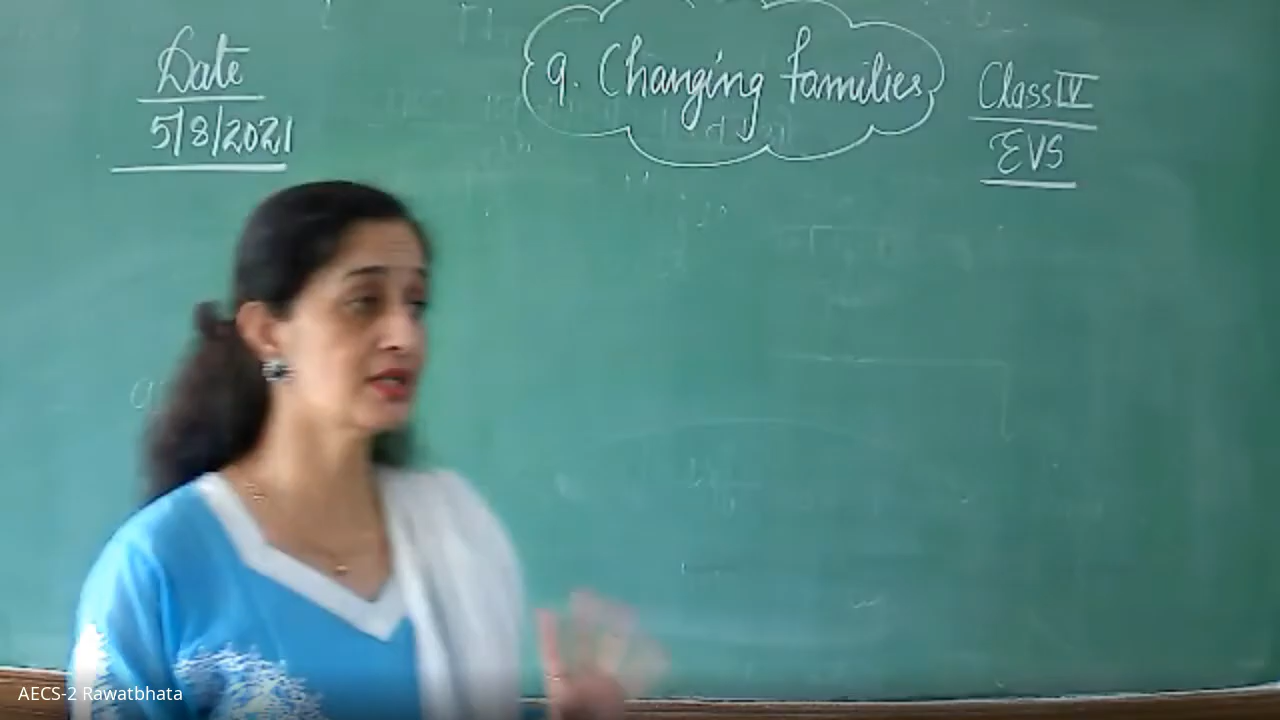 Date
5/8/2021
9. Changing Families
Class IV
EVS
AECS-2 Rawatbhata